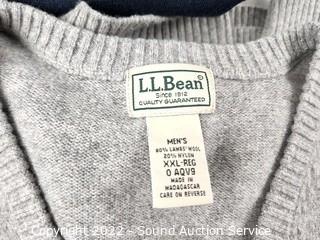 L.L.Bean®
Since 1912
QUALITY GUARANTEED
MEN'S
80% LAMBS' WOOL
20% NYLON
XXL-REG
0 AQV9
MADE IN
MADAGASCAR
CARE ON REVERSE
Copyright 2022 - Sound Auction Service